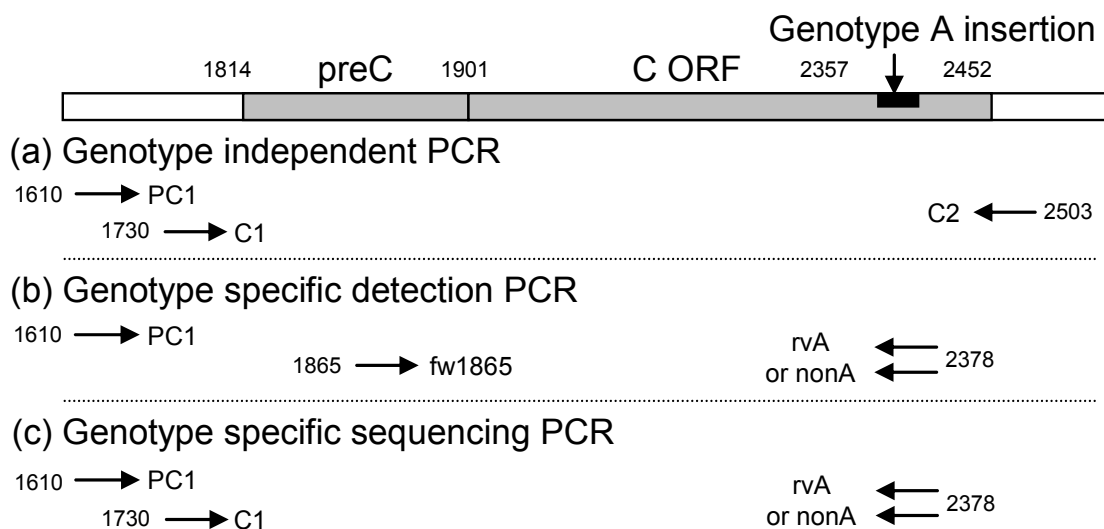 Genotype A insertion
1814 preC 1901 C ORF 2357 2452
(a) Genotype independent PCR
1610 PC1
1730 C1 C2 2503
(b) Genotype specific detection PCR
1610 PC1
1865 fw1865
rvA
or nonA 2378
(c) Genotype specific sequencing PCR
1610 PC1
1730 C1
rvA
or nonA 2378